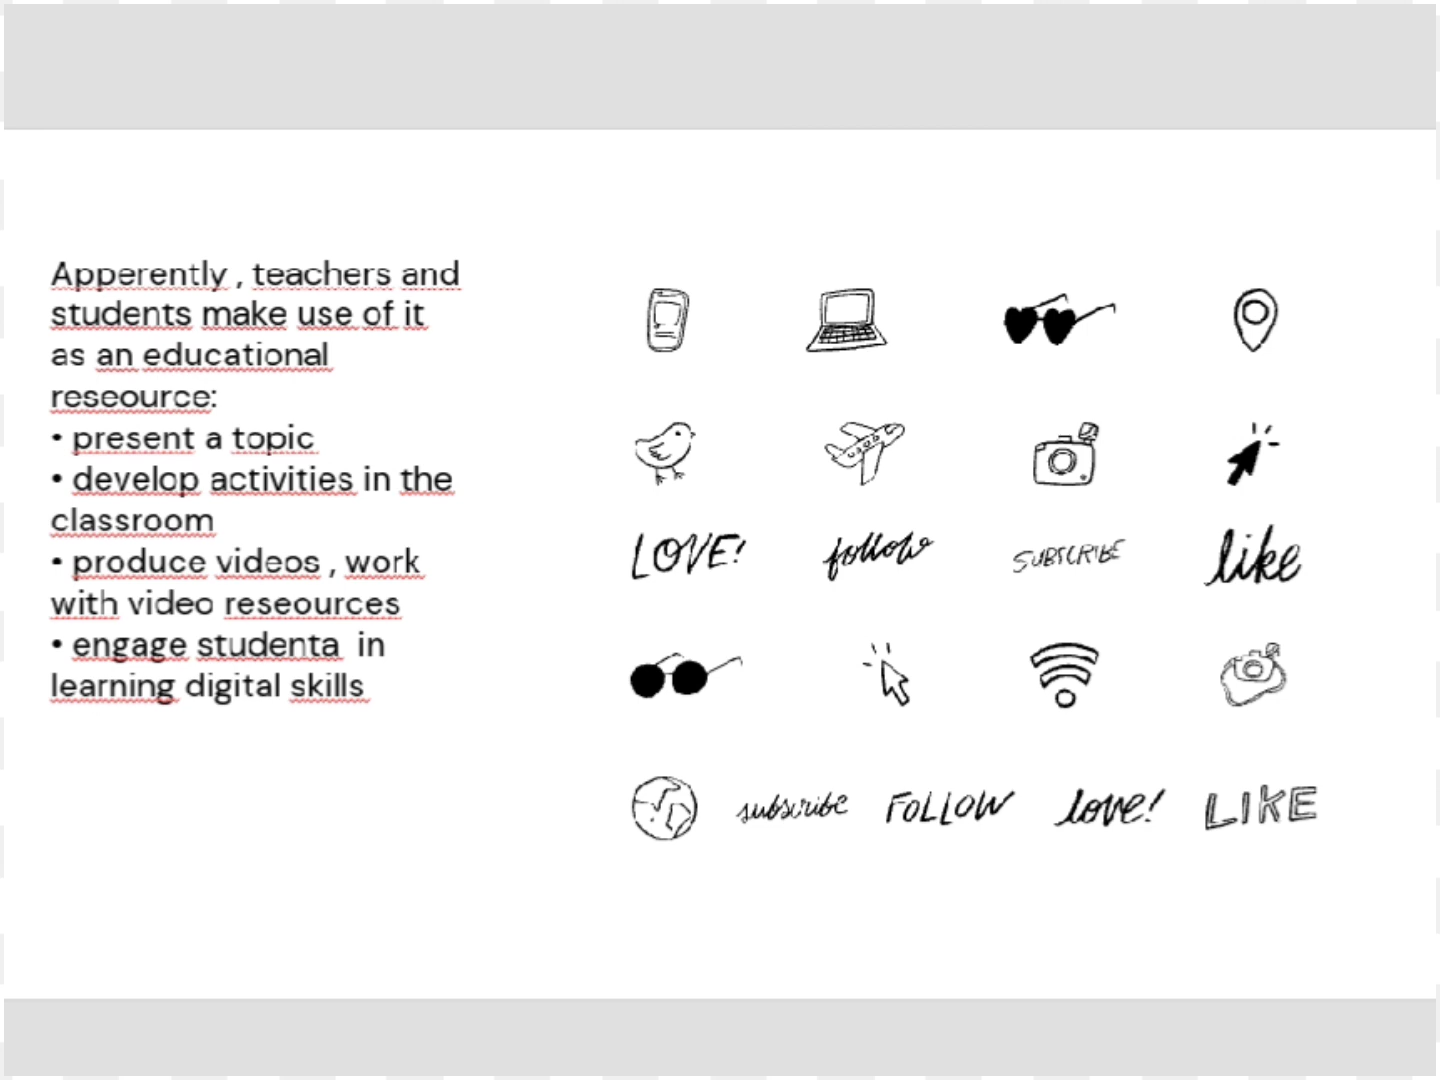 Apperently , teachers and
students make use of it
as an educational
reseource:
• present a topic
• develop activities in the
classroom
• produce videos , work
with video reseources
• engage studenta  in
learning digital skills
LOVE! follow SUBSCRIBE like
subscribe FOLLOW love! LIKE